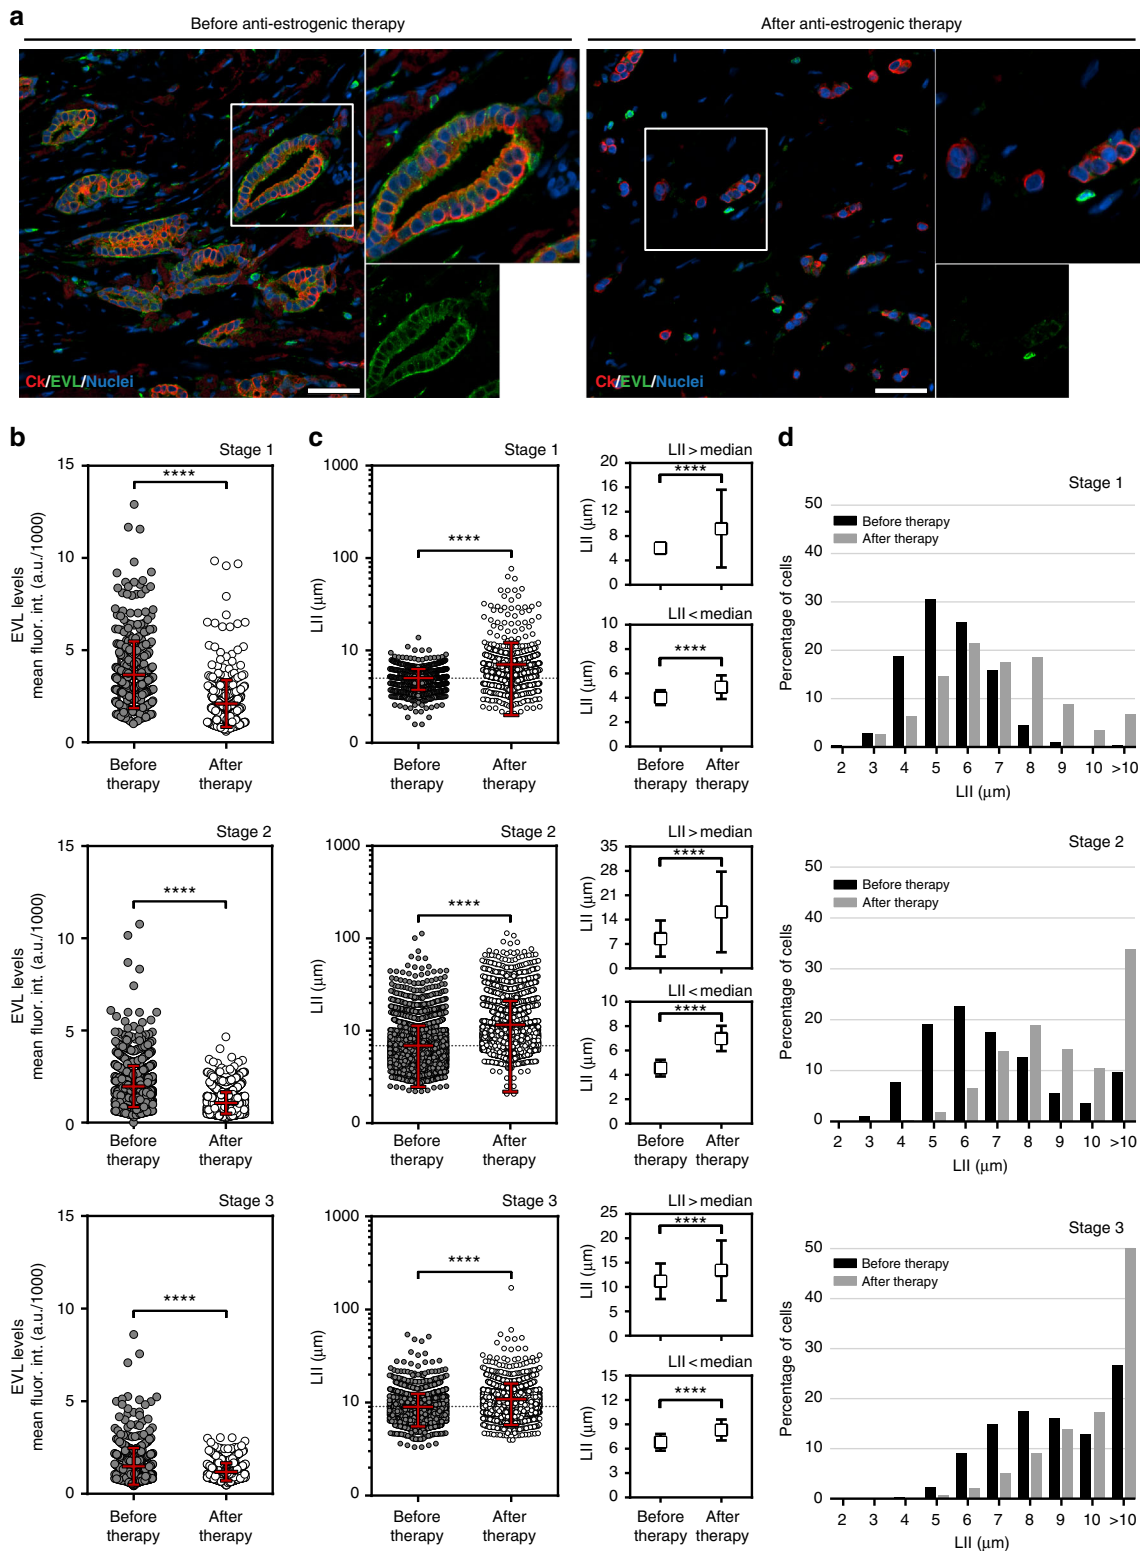 a
Before anti-estrogenic therapy
After anti-estrogenic therapy
Ck/EVL/Nuclei
Ck/EVL/Nuclei
b
Stage 1
EVL levels
mean fluor. int. (a.u./1000)
15
10
5
0
****
Before
therapy
After
therapy
c
Stage 1
LII (μm)
1000
100
10
0
****
Before
therapy
After
therapy
LII > median
LII (μm)
20
16
12
8
4
0
****
LII < median
LII (μm)
10
8
6
4
2
0
****
Before
therapy
After
therapy
d
Stage 1
Percentage of cells
50
40
30
20
10
0
Before therapy
After therapy
2 3 4 5 6 7 8 9 10 >10
LII (μm)
Stage 2
EVL levels
mean fluor. int. (a.u./1000)
15
10
5
0
****
Before
therapy
After
therapy
Stage 2
LII (μm)
1000
100
10
0
****
Before
therapy
After
therapy
LII > median
LII (μm)
35
28
21
14
7
0
****
LII < median
LII (μm)
10
8
6
4
2
0
****
Before
therapy
After
therapy
Stage 2
Percentage of cells
50
40
30
20
10
0
Before therapy
After therapy
2 3 4 5 6 7 8 9 10 >10
LII (μm)
Stage 3
EVL levels
mean fluor. int. (a.u./1000)
15
10
5
0
****
Before
therapy
After
therapy
Stage 3
LII (μm)
1000
100
10
0
****
Before
therapy
After
therapy
LII > median
LII (μm)
25
20
15
10
5
0
****
LII < median
LII (μm)
15
12
9
6
3
0
****
Before
therapy
After
therapy
Stage 3
Percentage of cells
50
40
30
20
10
0
Before therapy
After therapy
2 3 4 5 6 7 8 9 10 >10
LII (μm)